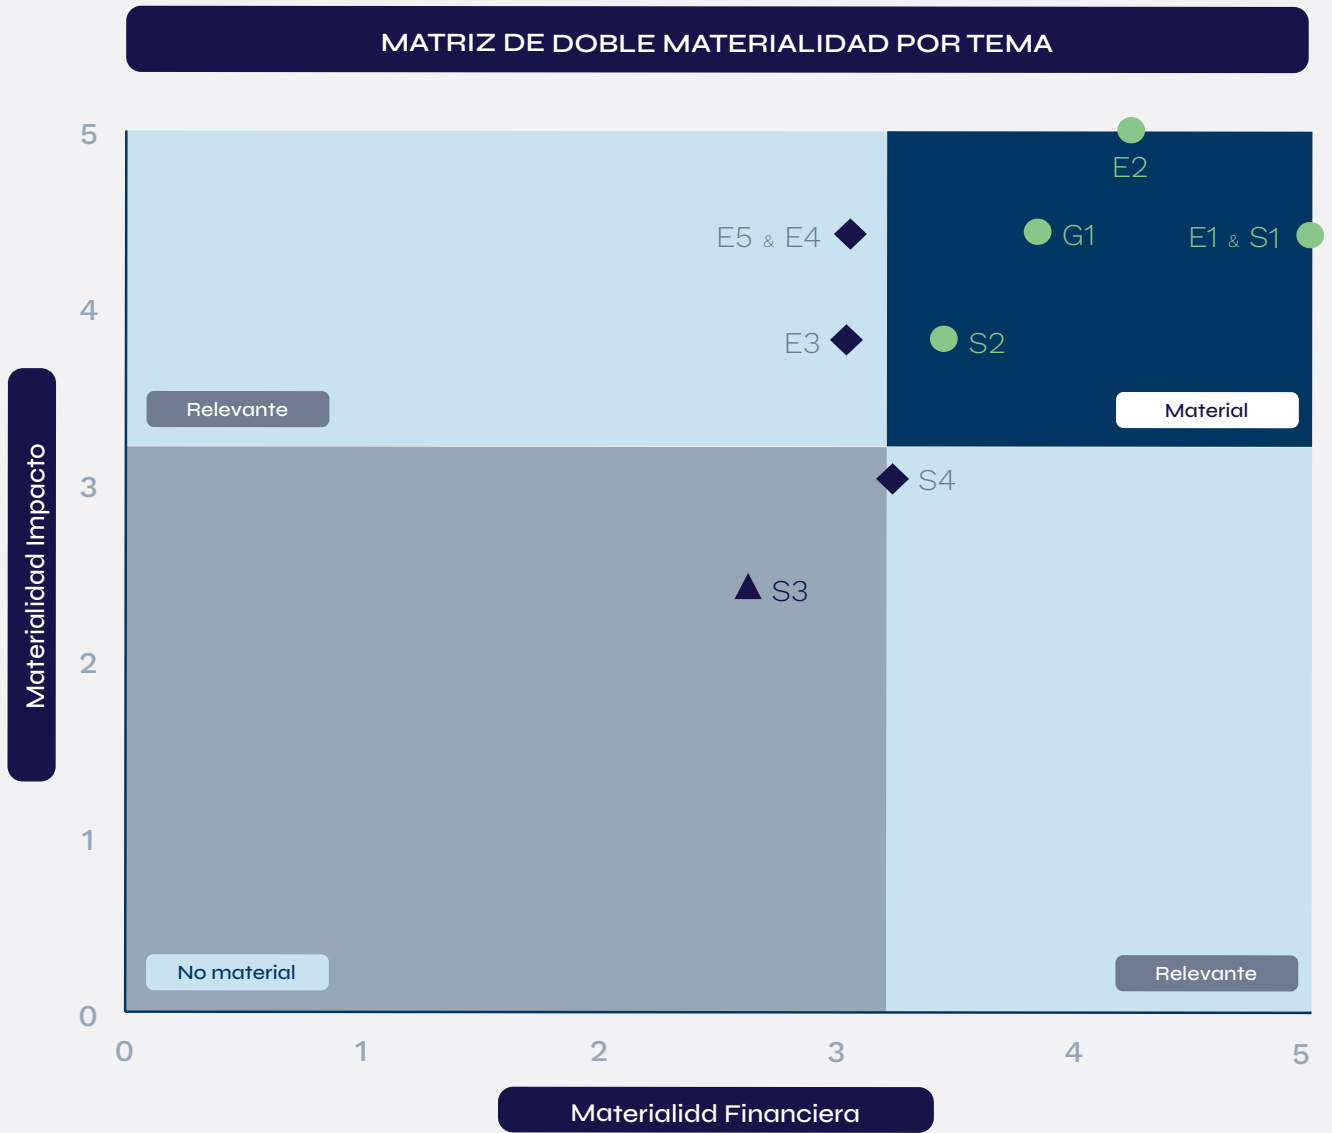 MATRIZ DE DOBLE MATERIALIDAD POR TEMA
5
E2
E5 & E4
G1
E1 & S1
4
E3
S2
Relevante
Material
Materialidad Impacto
3
S4
S3
2
1
No material
Relevante
0
0
1
2
3
4
5
Materialidd Financiera